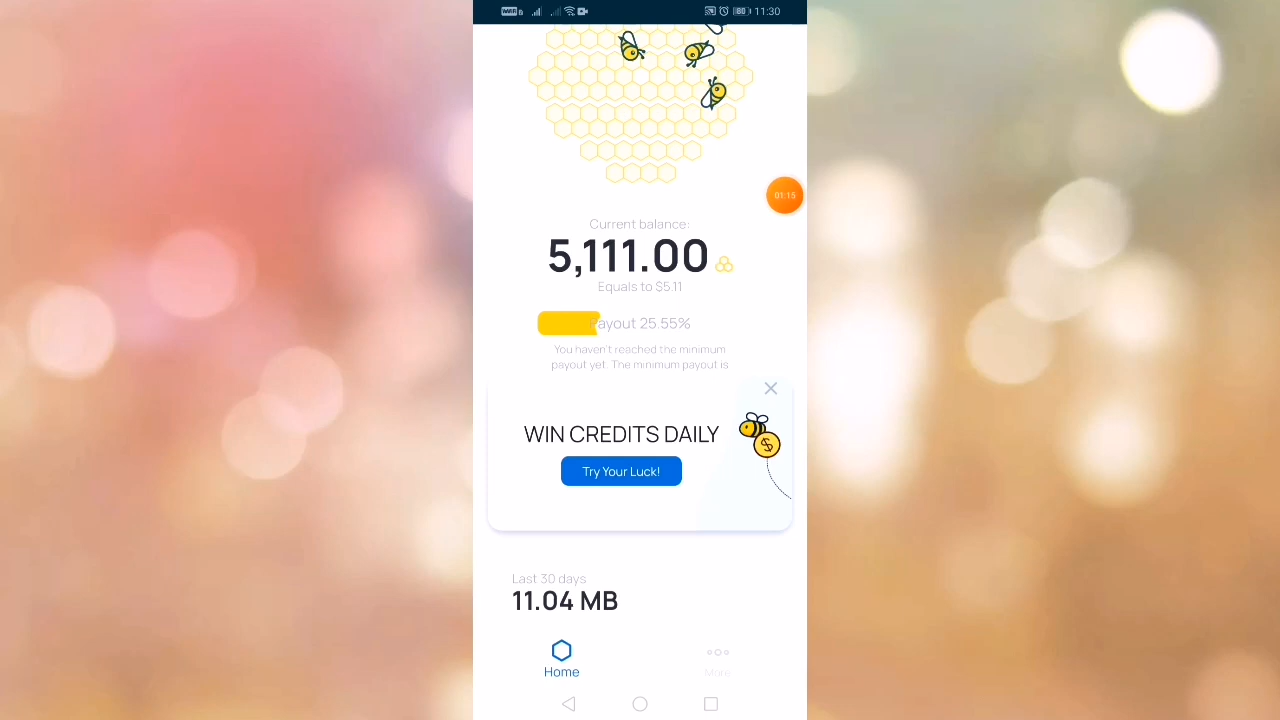 11:30
80
01:15
Current balance:
5,111.00
Equals to $5.11
Payout 25.55%
You haven't reached the minimum
payout yet. The minimum payout is
WIN CREDITS DAILY
$
Try Your Luck!
Last 30 days
11.04 MB
Home
More